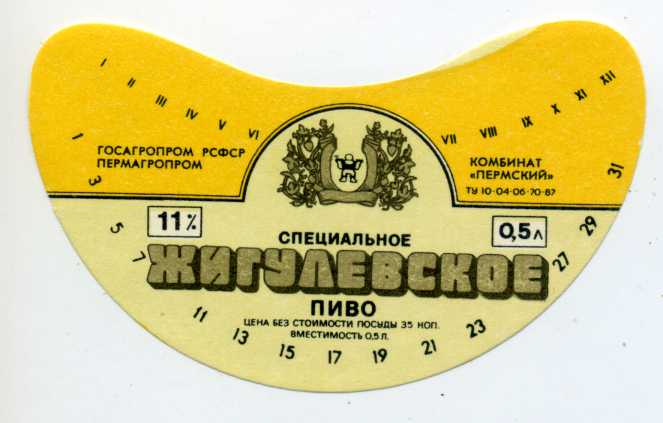 I II III IV V VI VII VIII IX X XI XII
ГОСАГРОПРОМ РСФСР
ПЕРМАГРОПРОМ
КОМБИНАТ
«ПЕРМСКИЙ»
ТУ 10-04-06-70-87
11%
0,5 л
СПЕЦИАЛЬНОЕ
ЖИГУЛЕВСКОЕ
ПИВО
ЦЕНА БЕЗ СТОИМОСТИ ПОСУДЫ 35 КОП.
ВМЕСТИМОСТЬ 0,5 Л.
1 3 5 7 11 13 15 17 19 21 23 27 29 31